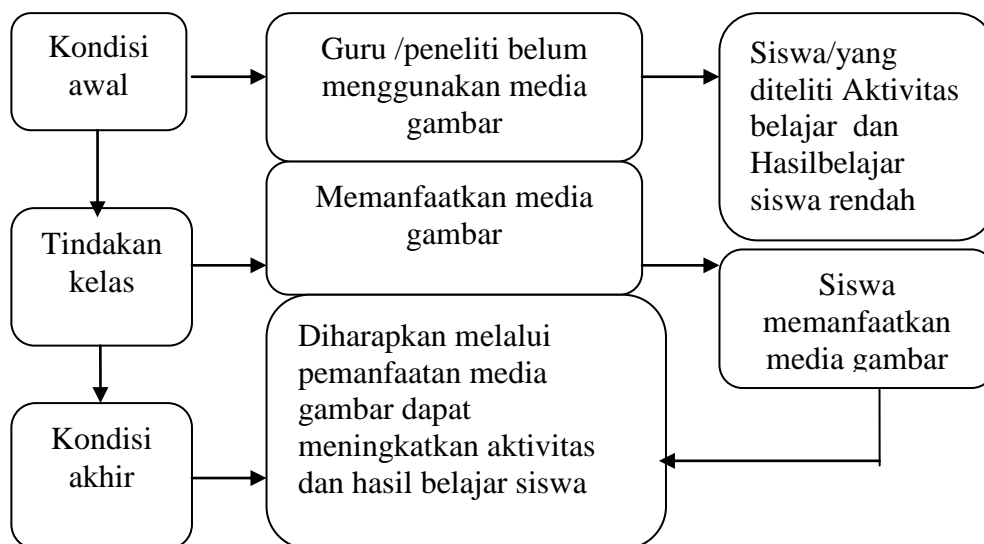 Kondisi
awal
Guru /peneliti belum
menggunakan media
gambar
Siswa/yang
diteliti Aktivitas
belajar dan
Hasilbelajar
siswa rendah
Tindakan
kelas
Memanfaatkan media
gambar
Siswa
memanfaatkan
media gambar
Kondisi
akhir
Diharapkan melalui
pemanfaatan media
gambar dapat
meningkatkan aktivitas
dan hasil belajar siswa